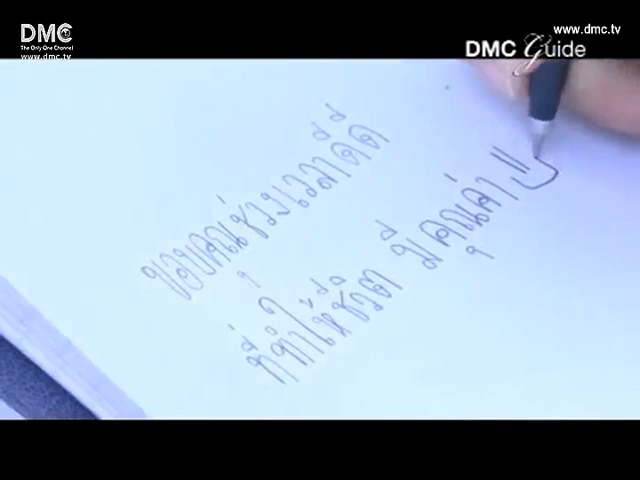 DMC
The Only One Channel
www.dmc.tv
www.dmc.tv
DMC Guide
ขอบคุณช่วงเวลาดีดี
ที่ทำให้ชีวิต มีคุณค่า !!